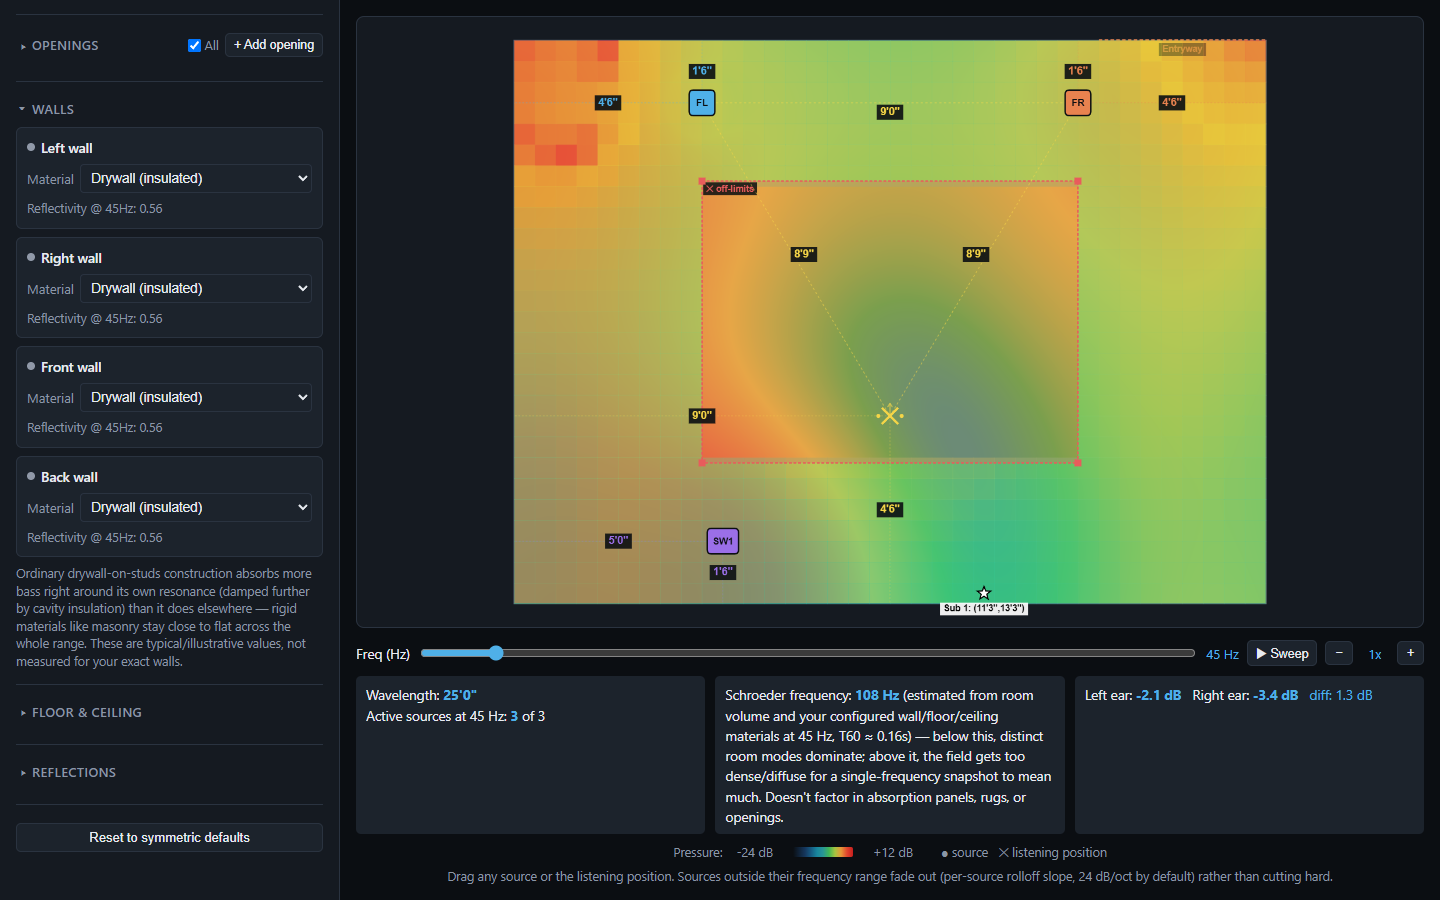 OPENINGS
All
+ Add opening
WALLS
Left wall
Material
Drywall (insulated)
Reflectivity @ 45Hz: 0.56
Right wall
Material
Drywall (insulated)
Reflectivity @ 45Hz: 0.56
Front wall
Material
Drywall (insulated)
Reflectivity @ 45Hz: 0.56
Back wall
Material
Drywall (insulated)
Reflectivity @ 45Hz: 0.56
Ordinary drywall-on-studs construction absorbs more
bass right around its own resonance (damped further
by cavity insulation) than it does elsewhere — rigid
materials like masonry stay close to flat across the
whole range. These are typical/illustrative values, not
measured for your exact walls.
FLOOR & CEILING
REFLECTIONS
Reset to symmetric defaults
Entryway
1'6"
1'6"
4'6"
FL
9'0"
FR
4'6"
off-limits
8'9"
8'9"
9'0"
4'6"
5'0"
SW1
1'6"
Sub 1: (11'3",13'3")
Freq (Hz)
45 Hz
▶ Sweep
−
1x
+
Wavelength: 25'0"
Active sources at 45 Hz: 3 of 3
Schroeder frequency: 108 Hz (estimated from room
volume and your configured wall/floor/ceiling
materials at 45 Hz, T60 ≈ 0.16s) — below this, distinct
room modes dominate; above it, the field gets too
dense/diffuse for a single-frequency snapshot to mean
much. Doesn't factor in absorption panels, rugs, or
openings.
Left ear: -2.1 dB Right ear: -3.4 dB diff: 1.3 dB
Pressure: -24 dB +12 dB source listening position
Drag any source or the listening position. Sources outside their frequency range fade out (per-source rolloff slope, 24 dB/oct by default) rather than cutting hard.